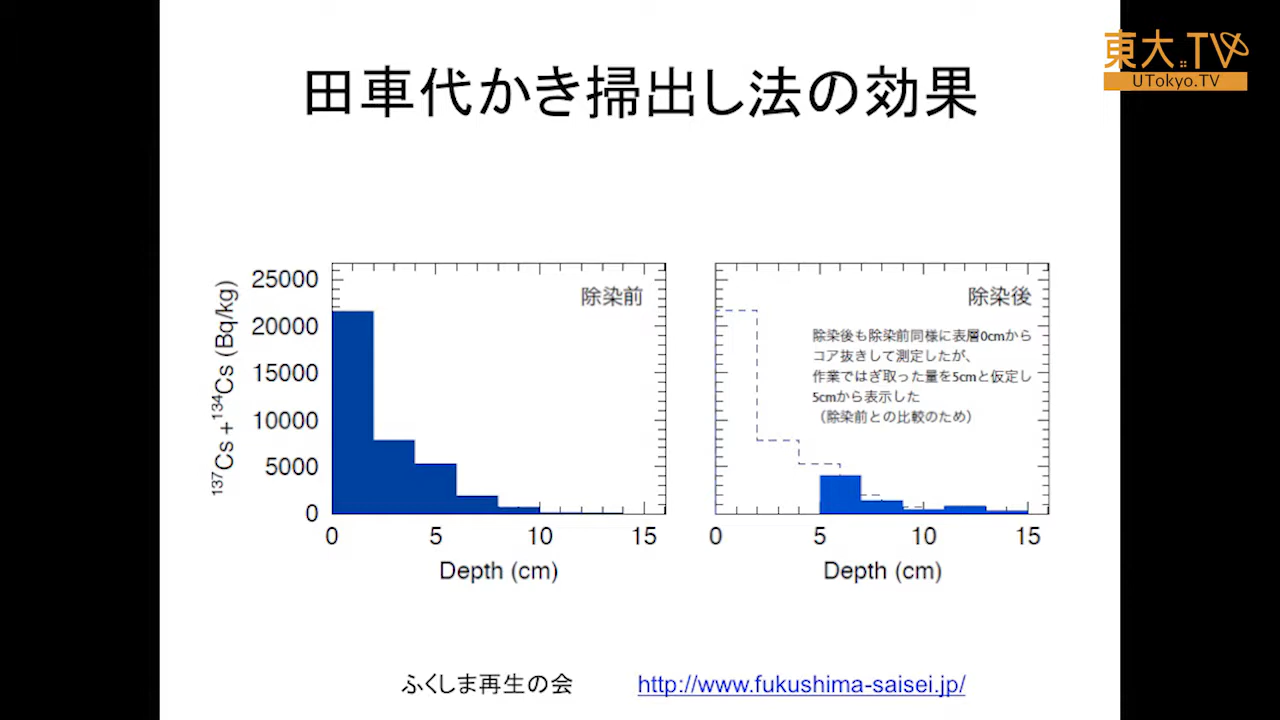 東大.TV
UTokyo.TV
田車代かき掃出し法の効果
137Cs + 134Cs (Bq/kg)
25000
20000
15000
10000
5000
0
除染前
0 5 10 15
Depth (cm)
除染後
除染後も除染前同様に表層0cmから
コア抜きして測定したが、
作業ではぎ取った量を5cmと仮定し
5cmから表示した
（除染前との比較のため）
0 5 10 15
Depth (cm)
ふくしま再生の会 http://www.fukushima-saisei.jp/